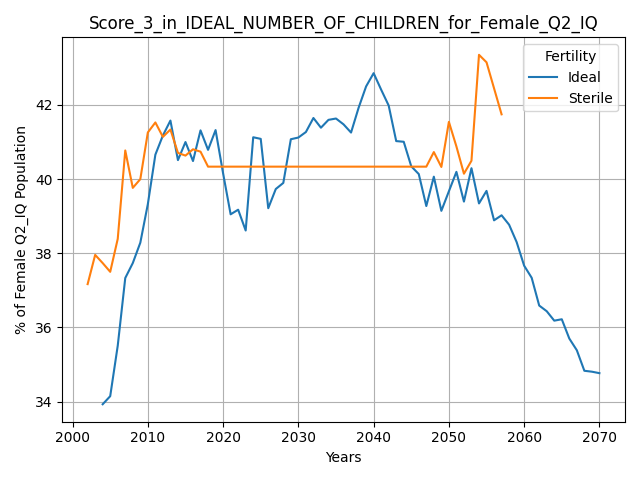 Score_3_in_IDEAL_NUMBER_OF_CHILDREN_for_Female_Q2_IQ
% of Female Q2_IQ Population
42
40
38
36
34
Fertility
Ideal
Sterile
2000 2010 2020 2030 2040 2050 2060 2070
Years